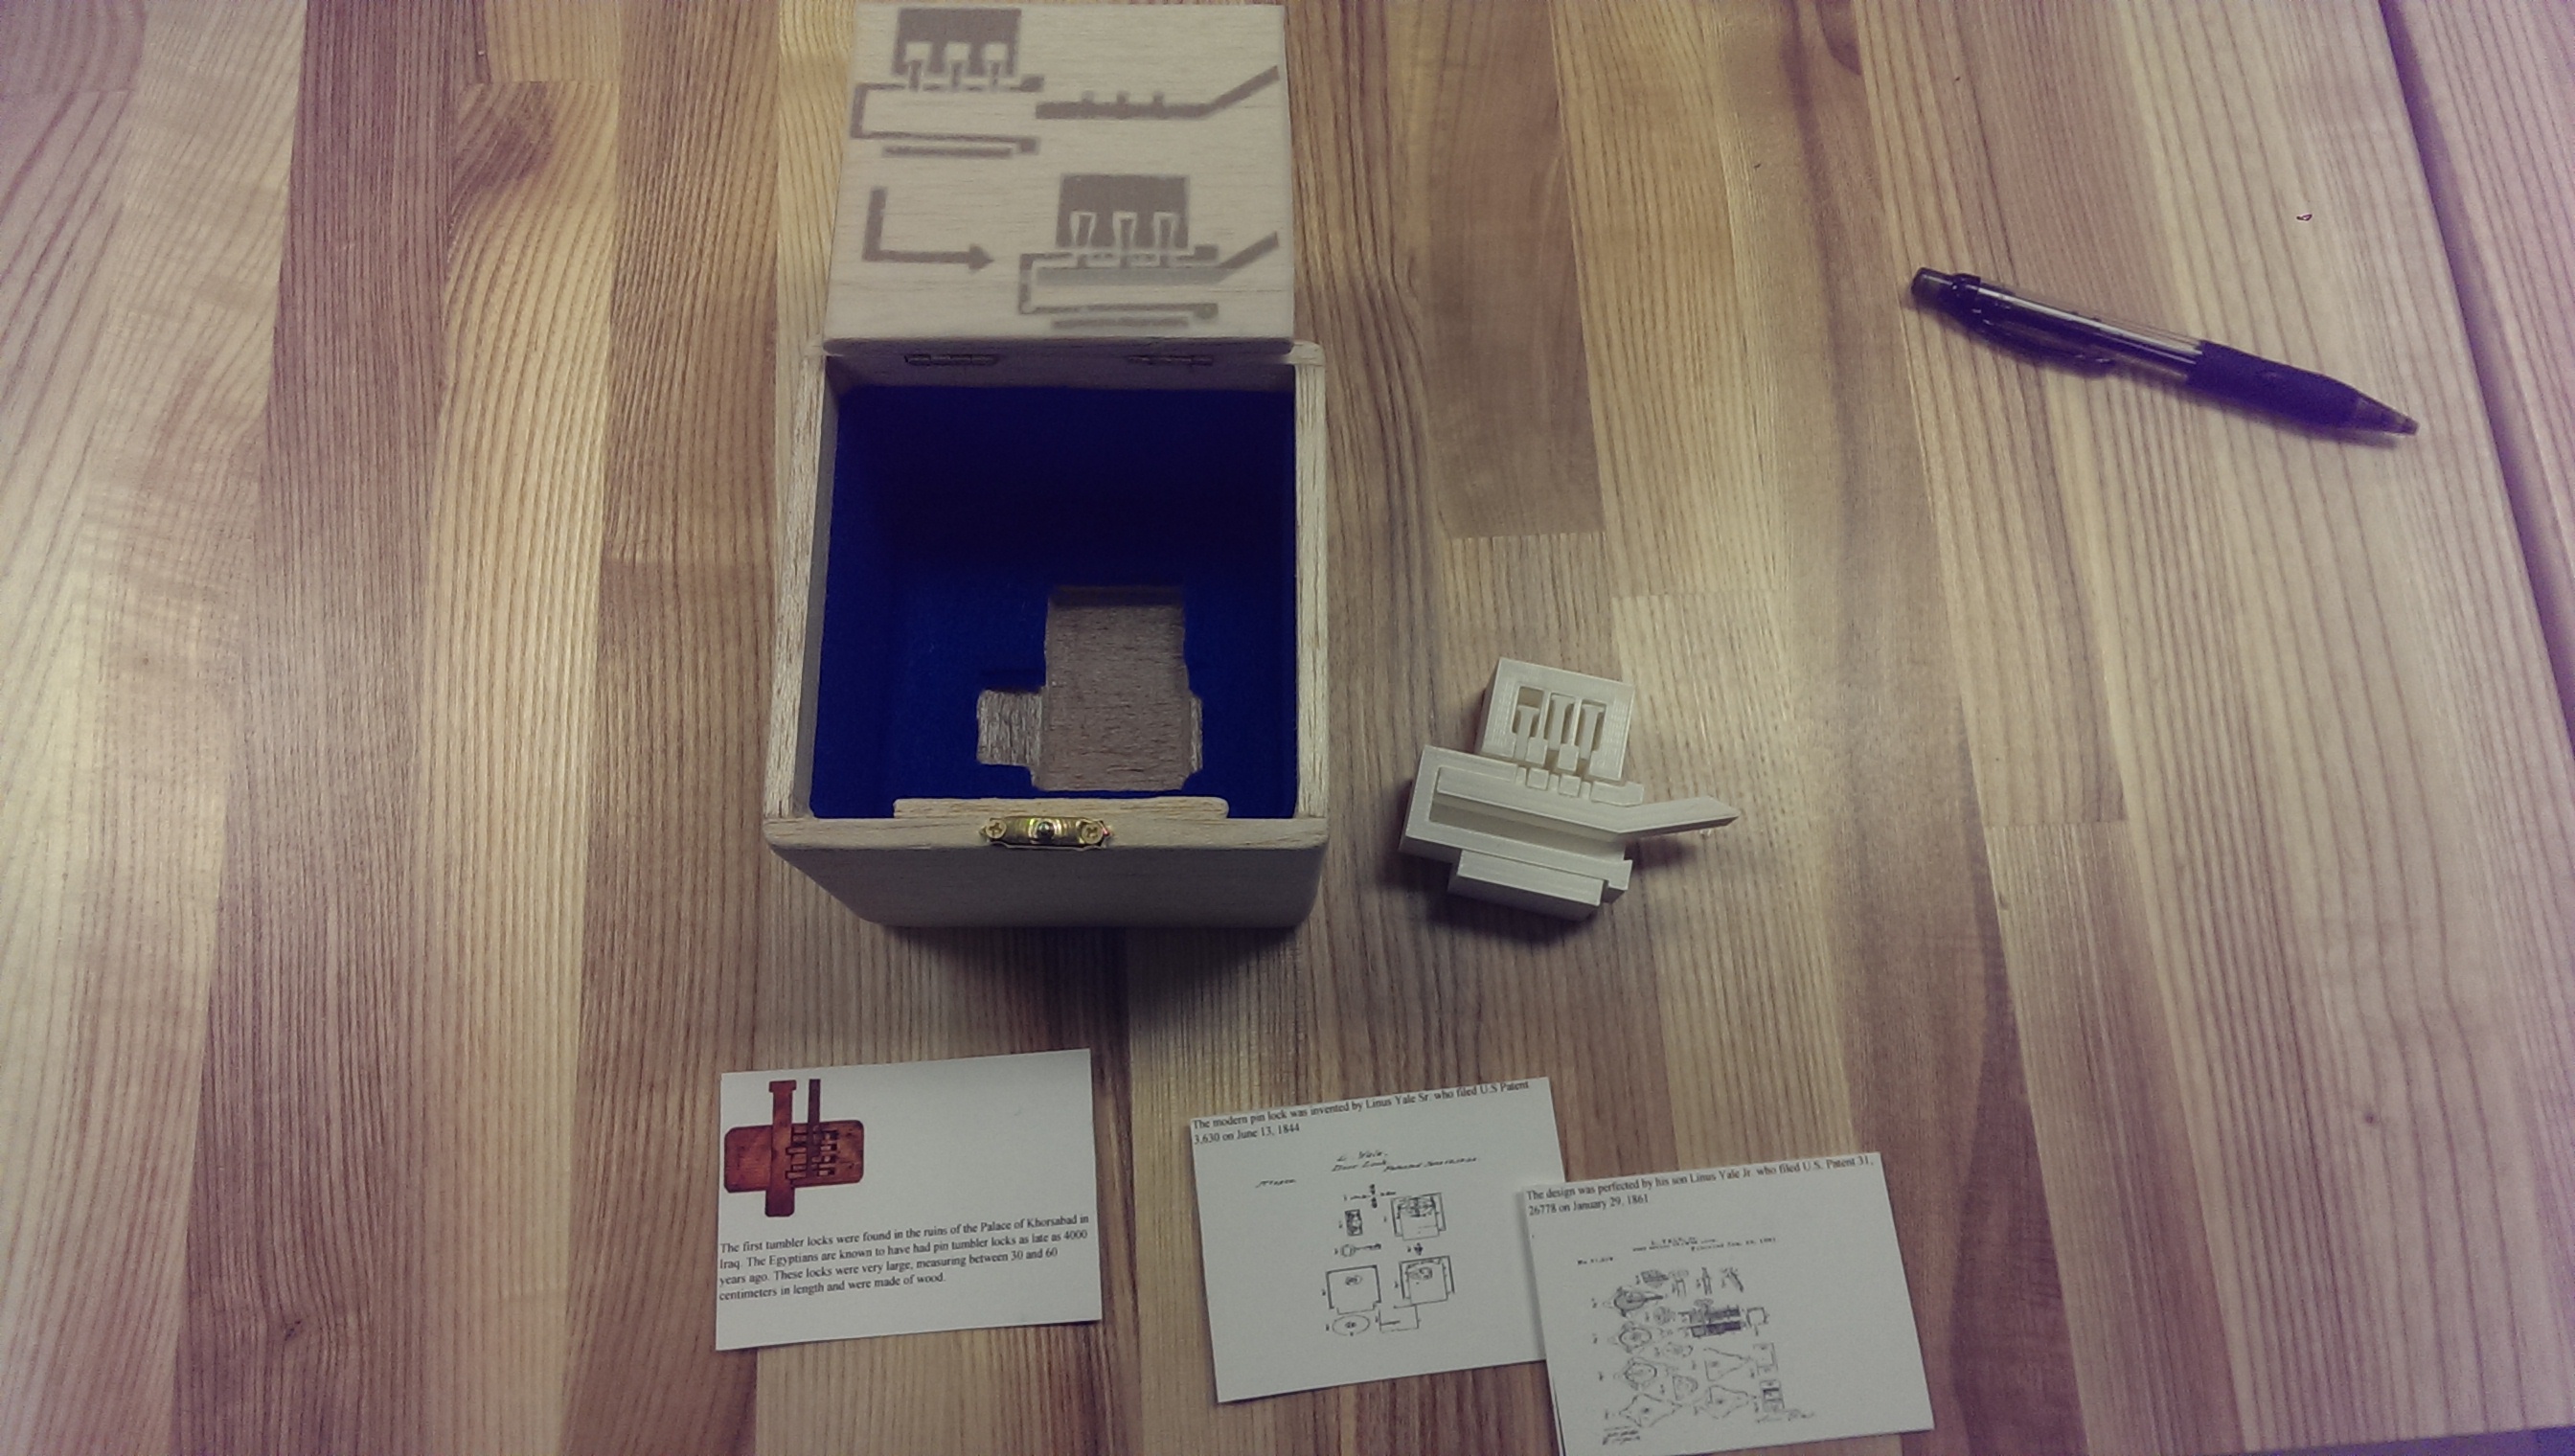 The first tumbler locks were found in the ruins of the Palace of Khorsabad in
Iraq. The Egyptians are known to have had pin tumbler locks as late as 4000
years ago. These locks were very large, measuring between 30 and 60
centimeters in length and were made of wood.
The modern pin lock was invented by Linus Yale Sr. who filed U.S Patent
3,630 on June 13, 1844
L. Yale.
Door Lock
The design was perfected by his son Linus Yale Jr. who filed U.S. Patent 31,
26778 on January 29, 1861